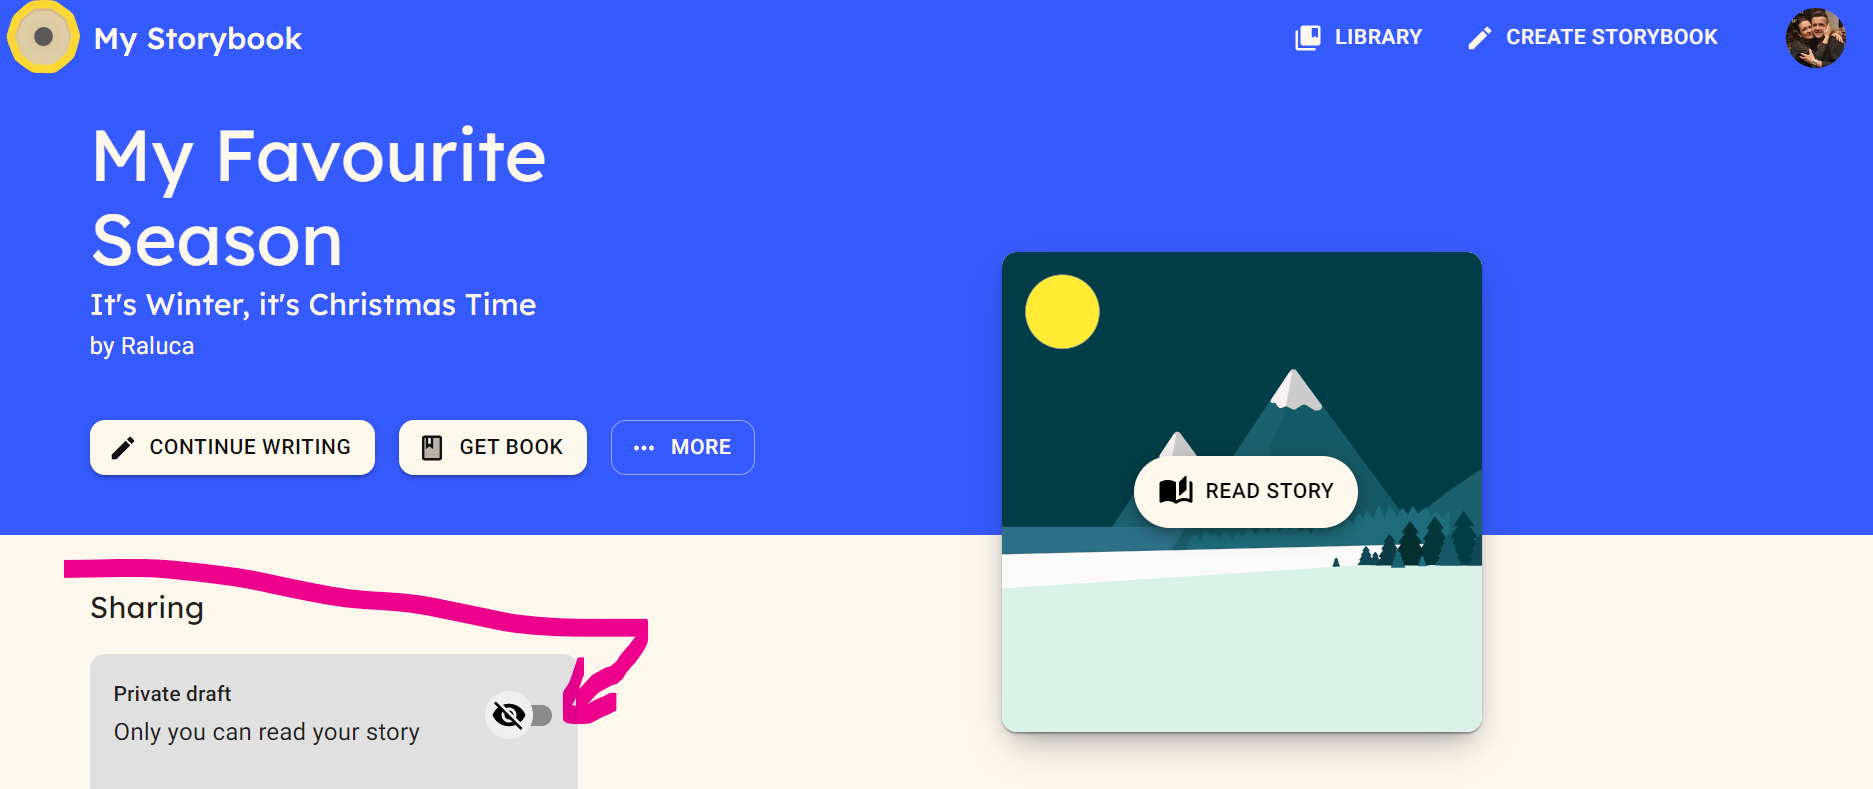 My Storybook
LIBRARY
CREATE STORYBOOK
My Favourite
Season
It's Winter, it's Christmas Time
by Raluca
CONTINUE WRITING
GET BOOK
MORE
READ STORY
Sharing
Private draft
Only you can read your story